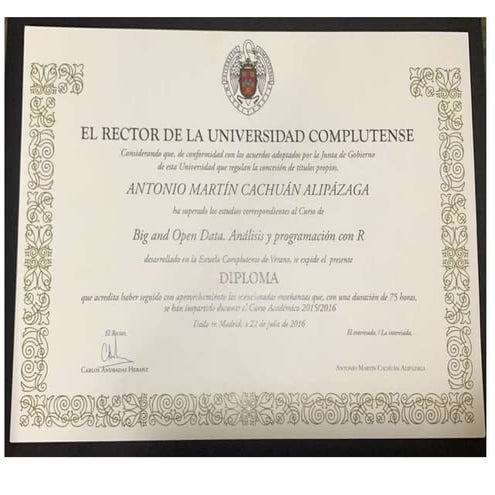 EL RECTOR DE LA UNIVERSIDAD COMPLUTENSE
Considerando que, de conformidad con los acuerdos adoptados por la Junta de Gobierno
de esta Universidad que regulan la concesión de títulos propios,
ANTONIO MARTÍN CACHUÁN ALIPÁZAGA
ha superado los estudios correspondientes al Curso de
Big and Open Data. Análisis y programación con R
desarrollado en la Escuela Complutense de Verano, se expide el presente
DIPLOMA
que acredita haber seguido con aprovechamiento las mencionadas enseñanzas que, con una duración de 75 horas,
se han impartido durante el Curso Académico 2015/2016
Dado en Madrid, a 22 de julio de 2016
El Rector,
El interesado, / La interesada,
CARLOS ANDRADAS HERANZ
ANTONIO MARTÍN CACHUÁN ALIPÁZAGA